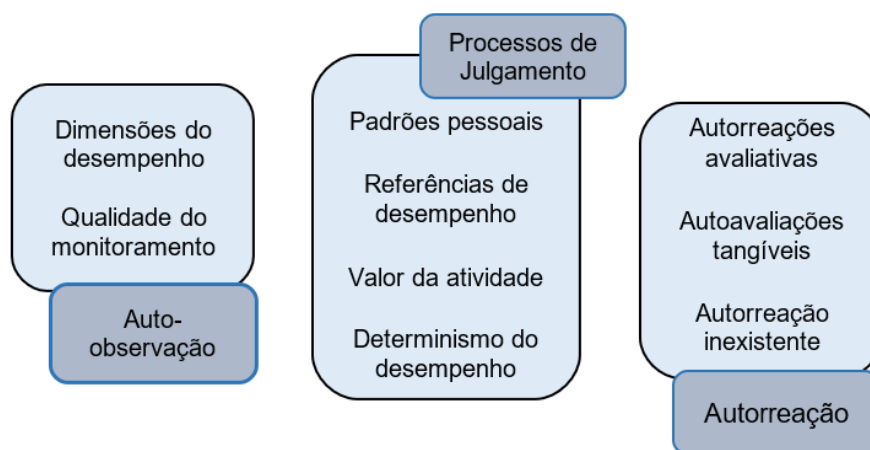 Dimensões do
desempenho
Qualidade do
monitoramento
Auto-
observação
Processos de
Julgamento
Padrões pessoais
Referências de
desempenho
Valor da atividade
Determinismo do
desempenho
Autorreações
avaliativas
Autoavaliações
tangíveis
Autorreação
inexistente
Autorreação